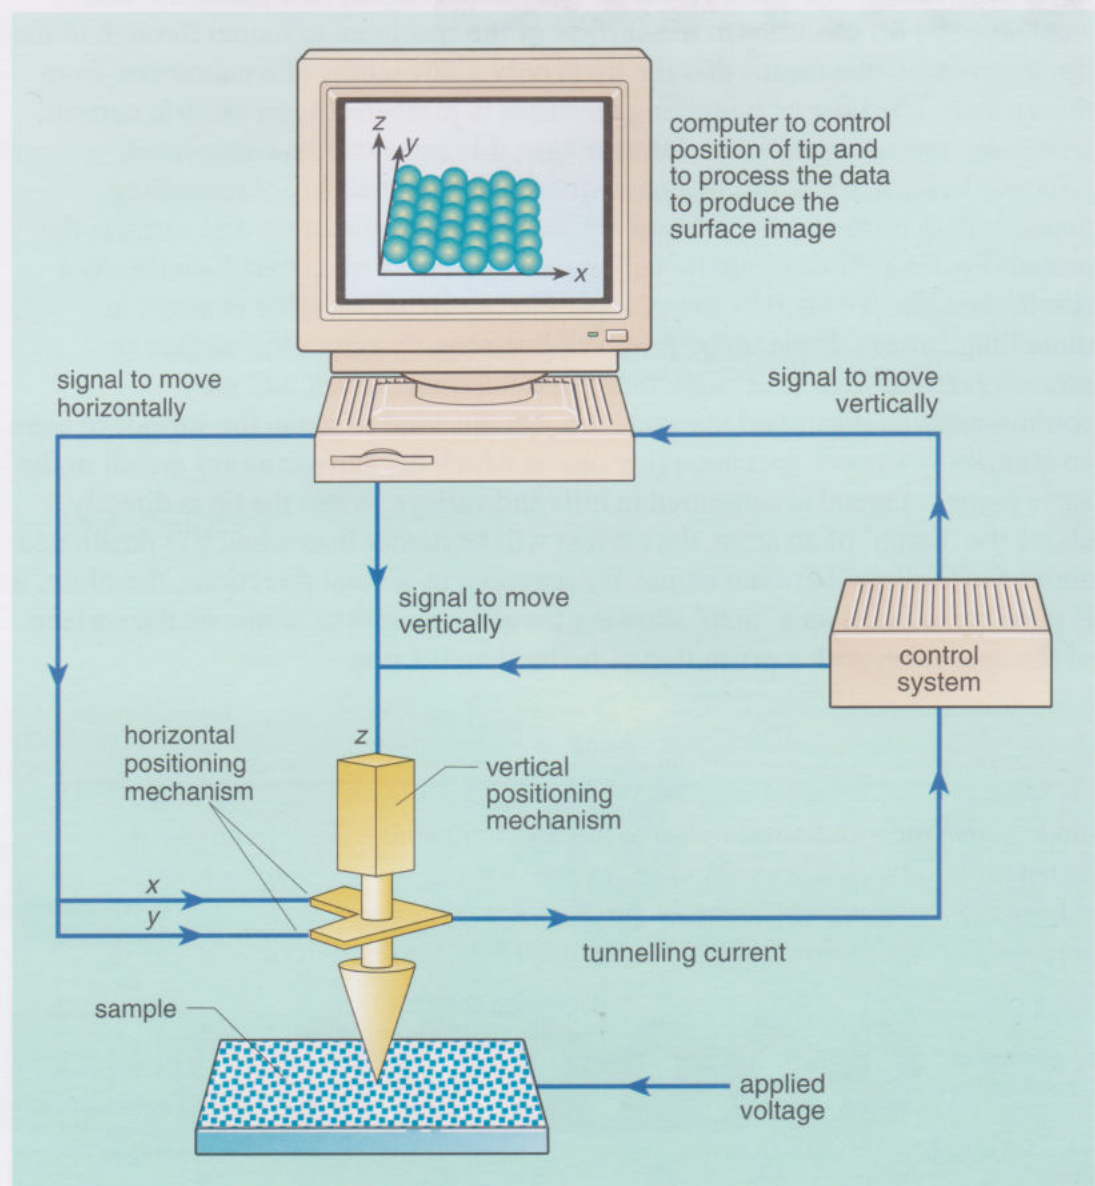 z
y
x
computer to control
position of tip and
to process the data
to produce the
surface image
signal to move
horizontally
signal to move
vertically
signal to move
vertically
control
system
horizontal
positioning
mechanism
z
vertical
positioning
mechanism
x
y
tunnelling current
sample
applied
voltage